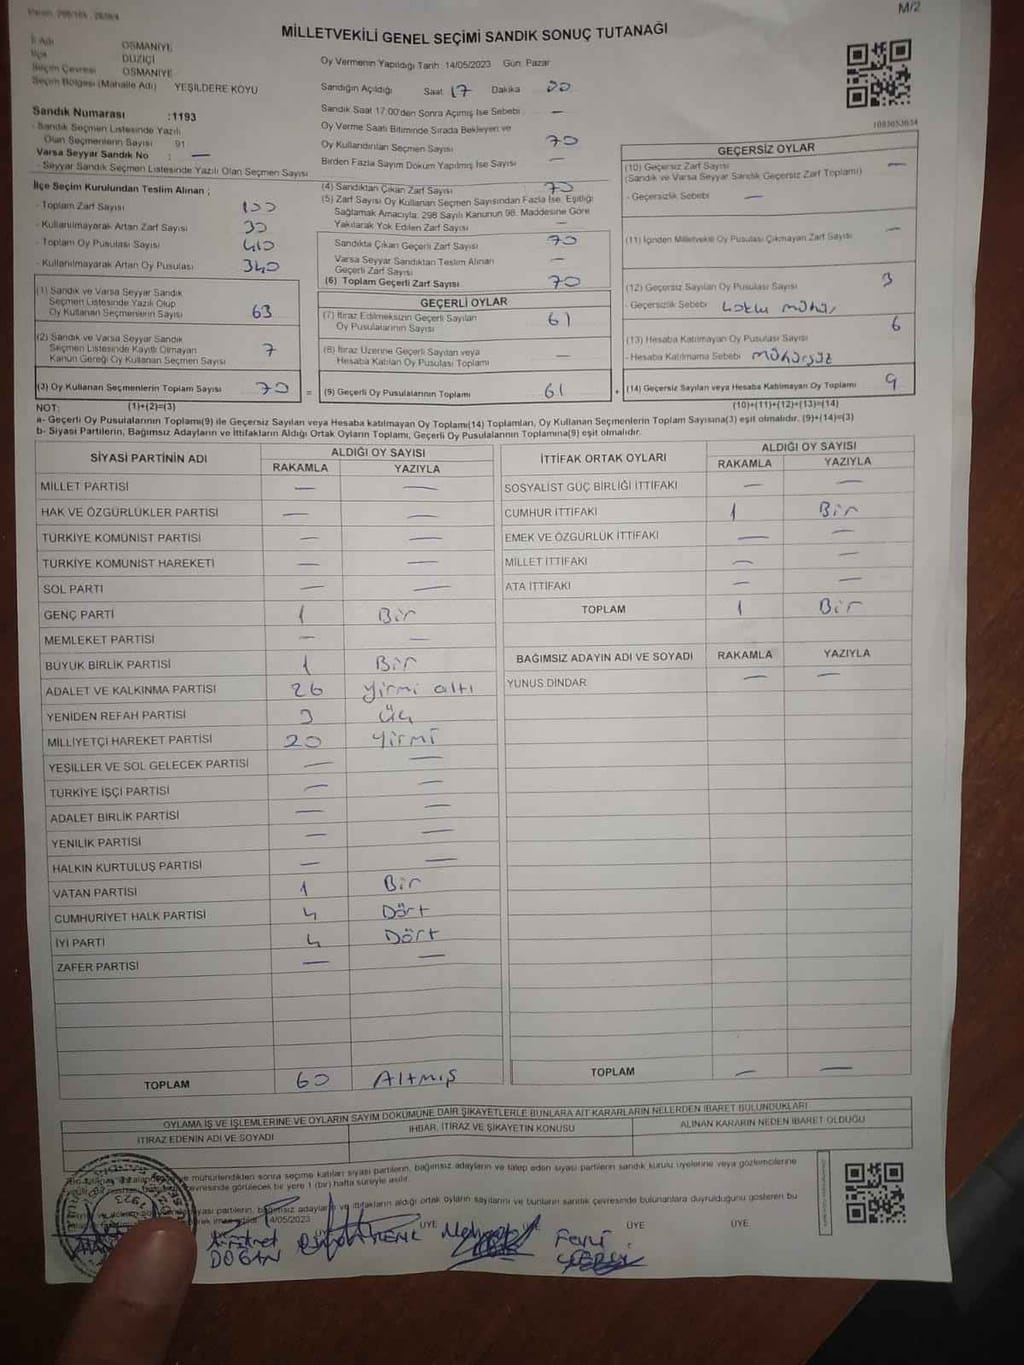 M/2
MİLLETVEKİLİ GENEL SEÇİMİ SANDIK SONUÇ TUTANAĞI
İl Adı OSMANİYE
İlçe DÜZİÇİ
Seçim Çevresi OSMANİYE
Seçim Bölgesi (Mahalle Adı) YEŞİLDERE KÖYÜ
Sandık Numarası :1193
- Sandık Seçmen Listesinde Yazılı
Olan Seçmenlerin Sayısı 91
Varsa Seyyar Sandık No : —
- Seyyar Sandık Seçmen Listesinde Yazılı Olan Seçmen Sayısı
Oy Vermenin Yapıldığı Tarih: 14/05/2023 Gün: Pazar
Sandığın Açıldığı Saat 17 Dakika 00
Sandık Saat 17:00'den Sonra Açılmış İse Sebebi —
Oy Verme Saati Bitiminde Sırada Bekleyen ve
Oy Kullandırılan Seçmen Sayısı 70
Birden Fazla Sayım Döküm Yapılmış İse Sayısı —
1085053654
İlçe Seçim Kurulundan Teslim Alınan ;
- Toplam Zarf Sayısı 100
- Kullanılmayarak Artan Zarf Sayısı 30
- Toplam Oy Pusulası Sayısı 410
- Kullanılmayarak Artan Oy Pusulası 340
(4) Sandıktan Çıkan Zarf Sayısı 70
(5) Zarf Sayısı Oy Kullanan Seçmen Sayısından Fazla İse, Eşitliği
Sağlamak Amacıyla: 298 Sayılı Kanunun 98. Maddesine Göre
Yakılarak Yok Edilen Zarf Sayısı —
Sandıkta Çıkan Geçerli Zarf Sayısı 70
Varsa Seyyar Sandıktan Teslim Alınan
Geçerli Zarf Sayısı —
(6) Toplam Geçerli Zarf Sayısı 70
GEÇERSİZ OYLAR
(10) Geçersiz Zarf Sayısı —
(Sandık ve Varsa Seyyar Sandık Geçersiz Zarf Toplamı)
- Geçersizlik Sebebi —
(11) İçinden Milletvekili Oy Pusulası Çıkmayan Zarf Sayısı —
(12) Geçersiz Sayılan Oy Pusulası Sayısı 3
- Geçersizlik Sebebi mühür
(13) Hesaba Katılmayan Oy Pusulası Sayısı 6
- Hesaba Katılmama Sebebi mühürsüz
(14) Geçersiz Sayılan veya Hesaba Katılmayan Oy Toplamı 9
(10)+(11)+(12)+(13)=(14)
(1) Sandık ve Varsa Seyyar Sandık
Seçmen Listesinde Yazılı Olup
Oy Kullanan Seçmenlerin Sayısı 63
(2) Sandık ve Varsa Seyyar Sandık
Seçmen Listesinde Kayıtlı Olmayan
Kanun Gereği Oy Kullanan Seçmen Sayısı 7
(3) Oy Kullanan Seçmenlerin Toplam Sayısı 70 =
GEÇERLİ OYLAR
(7) İtiraz Edilmeksizin Geçerli Sayılan
Oy Pusulalarının Sayısı 61
(8) İtiraz Üzerine Geçerli Sayılan veya
Hesaba Katılan Oy Pusulası Toplamı —
(9) Geçerli Oy Pusulalarının Toplamı 61 +
NOT: (1)+(2)=(3)
a- Geçerli Oy Pusulalarının Toplamı(9) ile Geçersiz Sayılan veya Hesaba katılmayan Oy Toplam(14) Toplamları, Oy Kullanan Seçmenlerin Toplam Sayısına(3) eşit olmalıdır. (9)+(14)=(3)
b- Siyasi Partilerin, Bağımsız Adayların ve İttifakların Aldığı Ortak Oyların Toplamı, Geçerli Oy Pusulalarının Toplamına(9) eşit olmalıdır.
SİYASİ PARTİNİN ADI ALDIĞI OY SAYISI
RAKAMLA YAZIYLA
MİLLET PARTİSİ — —
HAK VE ÖZGÜRLÜKLER PARTİSİ — —
TÜRKİYE KOMÜNİST PARTİSİ — —
TÜRKİYE KOMÜNİST HAREKETİ — —
SOL PARTİ — —
GENÇ PARTİ 1 Bir
MEMLEKET PARTİSİ — —
BÜYÜK BİRLİK PARTİSİ 1 Bir
ADALET VE KALKINMA PARTİSİ 26 Yirmi altı
YENİDEN REFAH PARTİSİ 3 Üç
MİLLİYETÇİ HAREKET PARTİSİ 20 Yirmi
YEŞİLLER VE SOL GELECEK PARTİSİ — —
TÜRKİYE İŞÇİ PARTİSİ — —
ADALET BİRLİK PARTİSİ — —
YENİLİK PARTİSİ — —
HALKIN KURTULUŞ PARTİSİ — —
VATAN PARTİSİ 1 Bir
CUMHURİYET HALK PARTİSİ 4 Dört
İYİ PARTİ 4 Dört
ZAFER PARTİSİ — —
TOPLAM 60 Altmış
İTTİFAK ORTAK OYLARI ALDIĞI OY SAYISI
RAKAMLA YAZIYLA
SOSYALİST GÜÇ BİRLİĞİ İTTİFAKI — —
CUMHUR İTTİFAKI 1 Bir
EMEK VE ÖZGÜRLÜK İTTİFAKI — —
MİLLET İTTİFAKI — —
ATA İTTİFAKI — —
TOPLAM 1 Bir
BAĞIMSIZ ADAYIN ADI VE SOYADI RAKAMLA YAZIYLA
YUNUS DİNDAR — —
TOPLAM — —
OYLAMA İŞ VE İŞLEMLERİNE VE OYLARIN SAYIM DÖKÜMÜNE DAİR ŞİKAYETLERLE BUNLARA AİT KARARLARIN NELERDEN İBARET BULUNDUKLARI
İTİRAZ EDENİN ADI VE SOYADI İHBAR, İTİRAZ VE ŞİKAYETİN KONUSU ALINAN KARARIN NEDEN İBARET OLDUĞU
ve mühürlendikten sonra seçime katılan siyasi partilerin, bağımsız adayların ve talep eden siyasi partilerin sandık kurulu üyelerine veya gözlemcilerine
çevresinde görülecek bir yere 1 (bir) hafta süreyle asılır.
siyasi partilerin, bağımsız adayların ve ittifakların aldığı ortak oyların sayılarını ve bunların sandık çevresinde bulunanlara duyurulduğunu gösteren bu
14/05/2023
ÜYE ÜYE ÜYE
DOĞAN
Fevzi